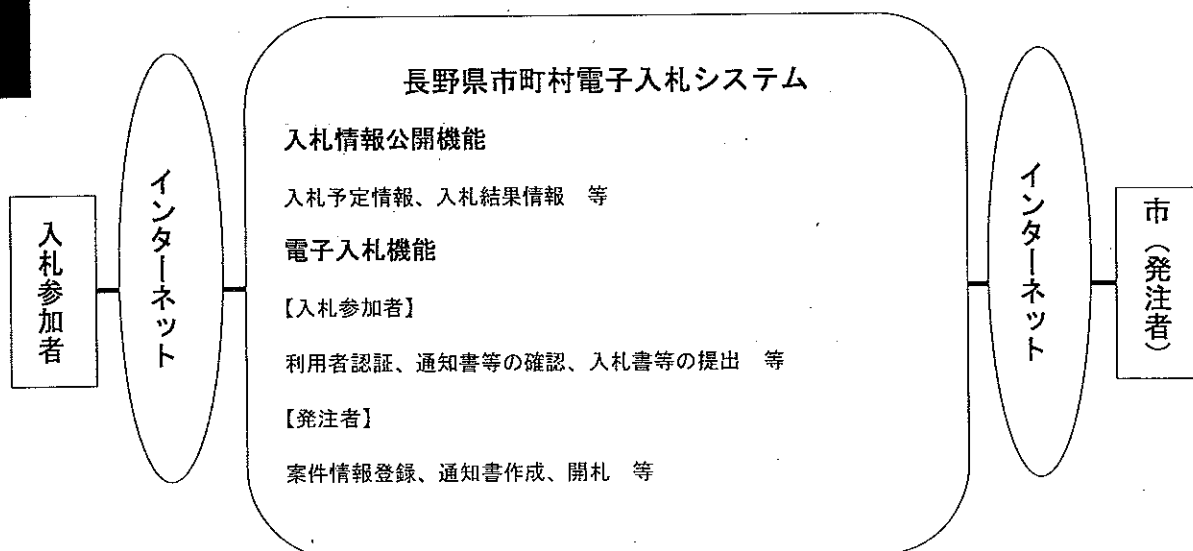 長野県市町村電子入札システム
入札情報公開機能
入札予定情報、入札結果情報　等
電子入札機能
【入札参加者】
利用者認証、通知書等の確認、入札書等の提出　等
【発注者】
案件情報登録、通知書作成、開札　等
入札参加者
インターネット
インターネット
市（発注者）